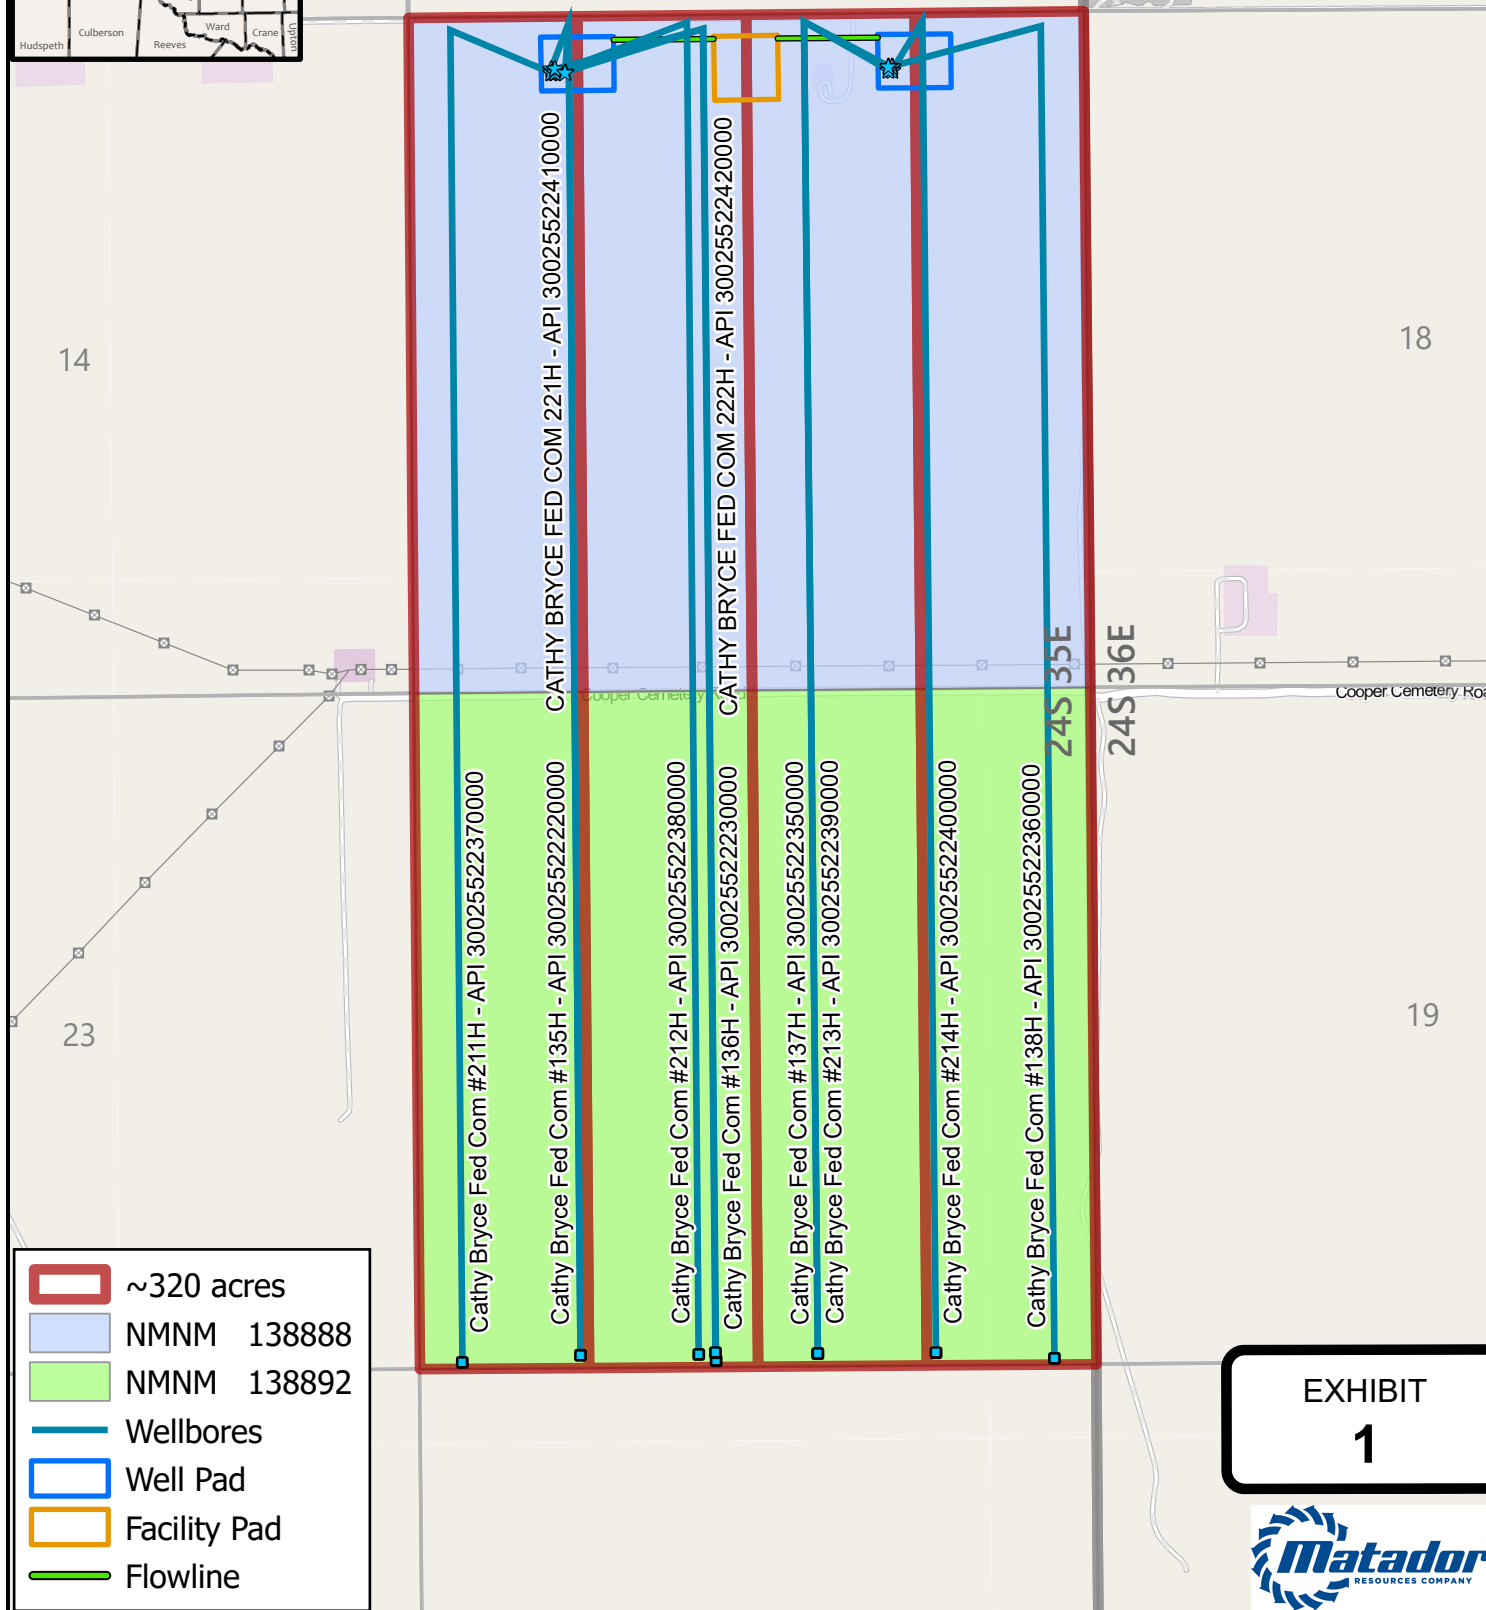 Hudspeth
Culberson
Reeves
Ward
Crane
Upton
14
18
23
19
24S 35E
24S 36E
Cooper Cemetery Road
Cooper Cemetery Roa
CATHY BRYCE FED COM 221H - API 30025522410000
CATHY BRYCE FED COM 222H - API 30025522420000
Cathy Bryce Fed Com #211H - API 30025522370000
Cathy Bryce Fed Com #135H - API 30025522220000
Cathy Bryce Fed Com #212H - API 30025522380000
Cathy Bryce Fed Com #136H - API 30025522230000
Cathy Bryce Fed Com #137H - API 30025522350000
Cathy Bryce Fed Com #213H - API 30025522390000
Cathy Bryce Fed Com #214H - API 30025522400000
Cathy Bryce Fed Com #138H - API 30025522360000
~320 acres
NMNM 138888
NMNM 138892
Wellbores
Well Pad
Facility Pad
Flowline
EXHIBIT
1
Matador
RESOURCES COMPANY